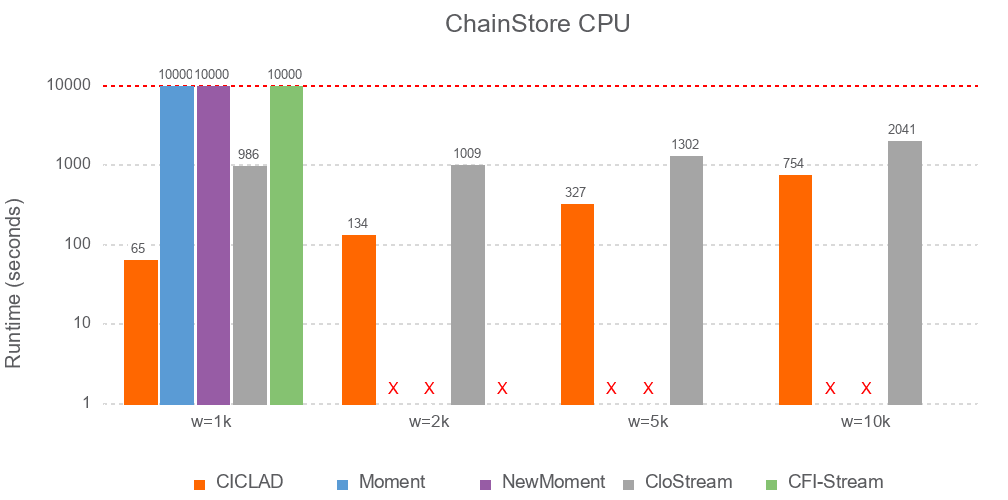 ChainStore CPU
Runtime (seconds)
10000
1000
100
10
1
65
10000
10000
986
10000
134
X
X
1009
X
327
X
X
1302
754
X
X
2041
w=1k
w=2k
w=5k
w=10k
CICLAD
Moment
NewMoment
CloStream
CFI-Stream